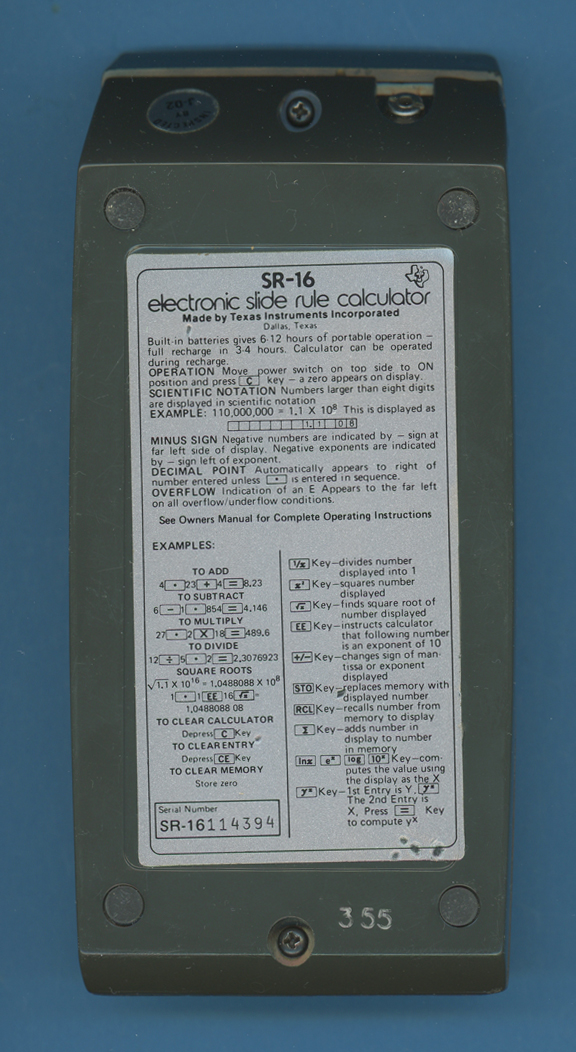 INSPECTED
BY
J-02
SR-16
electronic slide rule calculator
Made by Texas Instruments Incorporated
Dallas, Texas
Built-in batteries gives 6-12 hours of portable operation –
full recharge in 3-4 hours. Calculator can be operated
during recharge.
OPERATION Move power switch on top side to ON
position and press C key – a zero appears on display.
SCIENTIFIC NOTATION Numbers larger than eight digits
are displayed in scientific notation
EXAMPLE: 110,000,000 = 1.1 X 10⁸ This is displayed as
1.1 08
MINUS SIGN Negative numbers are indicated by – sign at
far left side of display. Negative exponents are indicated
by – sign left of exponent.
DECIMAL POINT Automatically appears to right of
number entered unless • is entered in sequence.
OVERFLOW Indication of an E Appears to the far left
on all overflow/underflow conditions.
See Owners Manual for Complete Operating Instructions
EXAMPLES:
TO ADD
4 • 23 + 4 = 8.23
TO SUBTRACT
6 – 1 • 854 = 4.146
TO MULTIPLY
27 • 2 X 18 = 489.6
TO DIVIDE
12 ÷ 5 • 2 = 2.3076923
SQUARE ROOTS
√1.1 X 10¹⁶ = 1.0488088 X 10⁸
1 • 1 EE 16 √x =
1.0488088 08
TO CLEAR CALCULATOR
Depress C Key
TO CLEAR ENTRY
Depress CE Key
TO CLEAR MEMORY
Store zero
Serial Number
SR-16 114394
1/x Key–divides number
displayed into 1
x² Key–squares number
displayed
√x Key–finds square root of
number displayed
EE Key–instructs calculator
that following number
is an exponent of 10
+/– Key–changes sign of man-
tissa or exponent
displayed
STO Key–replaces memory with
displayed number
RCL Key–recalls number from
memory to display
Σ Key–adds number in
display to number
in memory
lnx eˣ log 10ˣ Key–com-
putes the value using
the display as the X
yˣ Key–1st Entry is Y, yˣ
The 2nd Entry is
X, Press = Key
to compute yˣ
355